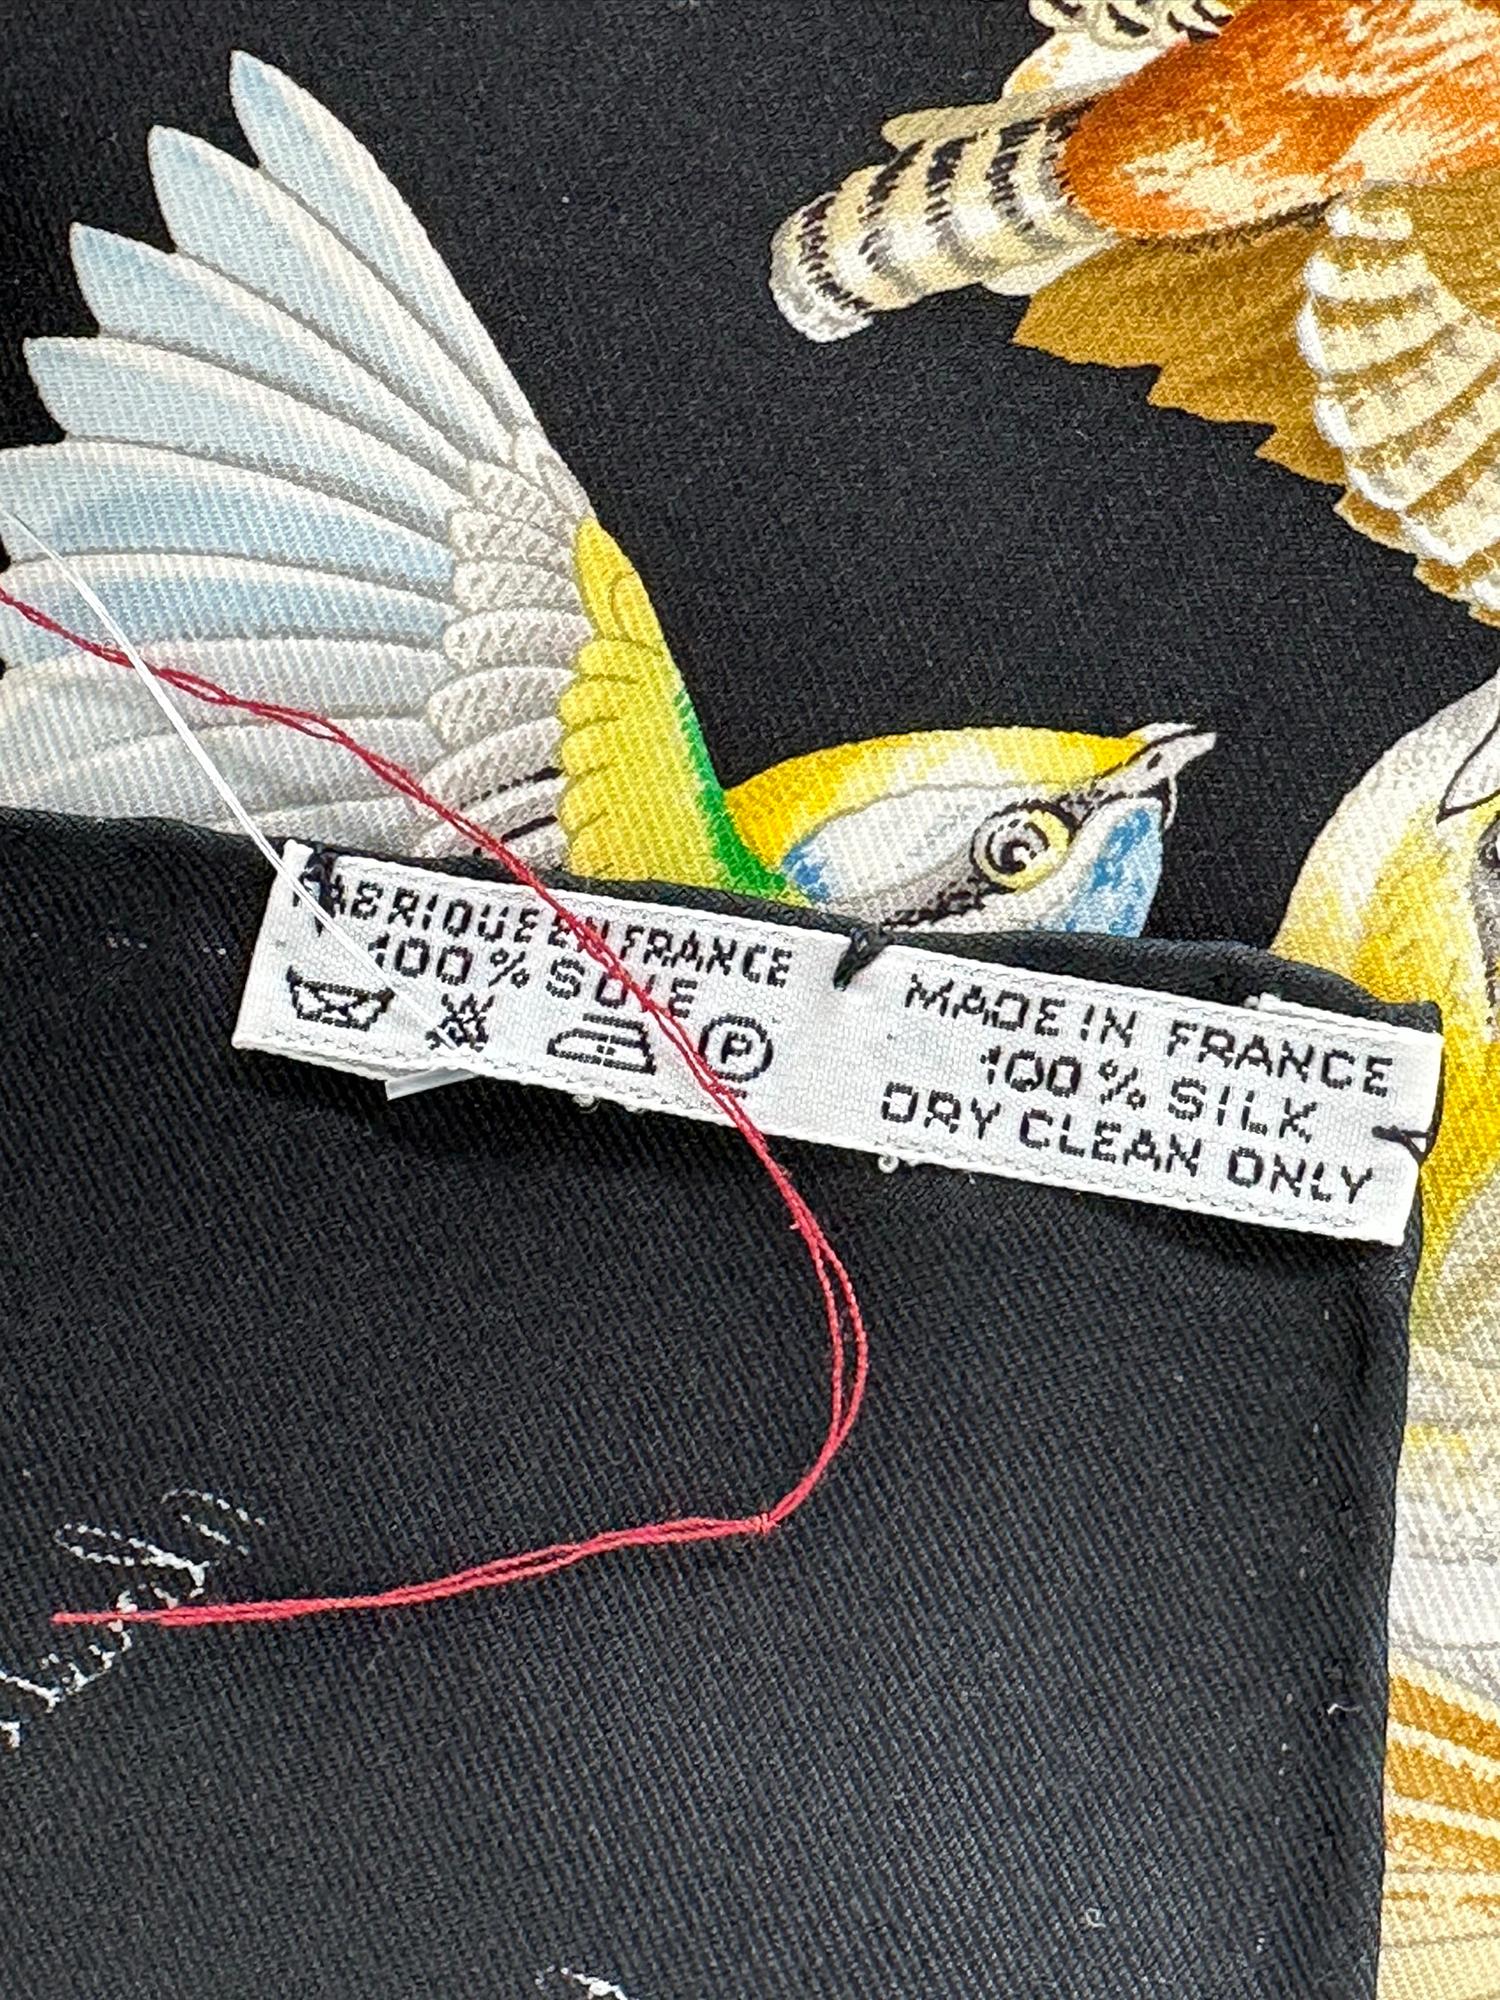 FABRIQUE EN FRANCE
100% SOIE
P
MADE IN FRANCE
100% SILK
DRY CLEAN ONLY